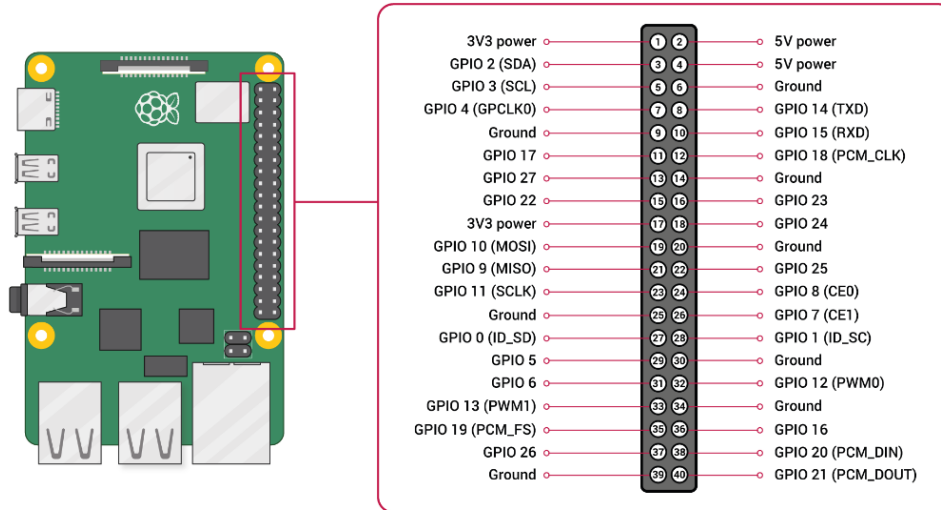 3V3 power 1 2 5V power
GPIO 2 (SDA) 3 4 5V power
GPIO 3 (SCL) 5 6 Ground
GPIO 4 (GPCLK0) 7 8 GPIO 14 (TXD)
Ground 9 10 GPIO 15 (RXD)
GPIO 17 11 12 GPIO 18 (PCM_CLK)
GPIO 27 13 14 Ground
GPIO 22 15 16 GPIO 23
3V3 power 17 18 GPIO 24
GPIO 10 (MOSI) 19 20 Ground
GPIO 9 (MISO) 21 22 GPIO 25
GPIO 11 (SCLK) 23 24 GPIO 8 (CE0)
Ground 25 26 GPIO 7 (CE1)
GPIO 0 (ID_SD) 27 28 GPIO 1 (ID_SC)
GPIO 5 29 30 Ground
GPIO 6 31 32 GPIO 12 (PWM0)
GPIO 13 (PWM1) 33 34 Ground
GPIO 19 (PCM_FS) 35 36 GPIO 16
GPIO 26 37 38 GPIO 20 (PCM_DIN)
Ground 39 40 GPIO 21 (PCM_DOUT)